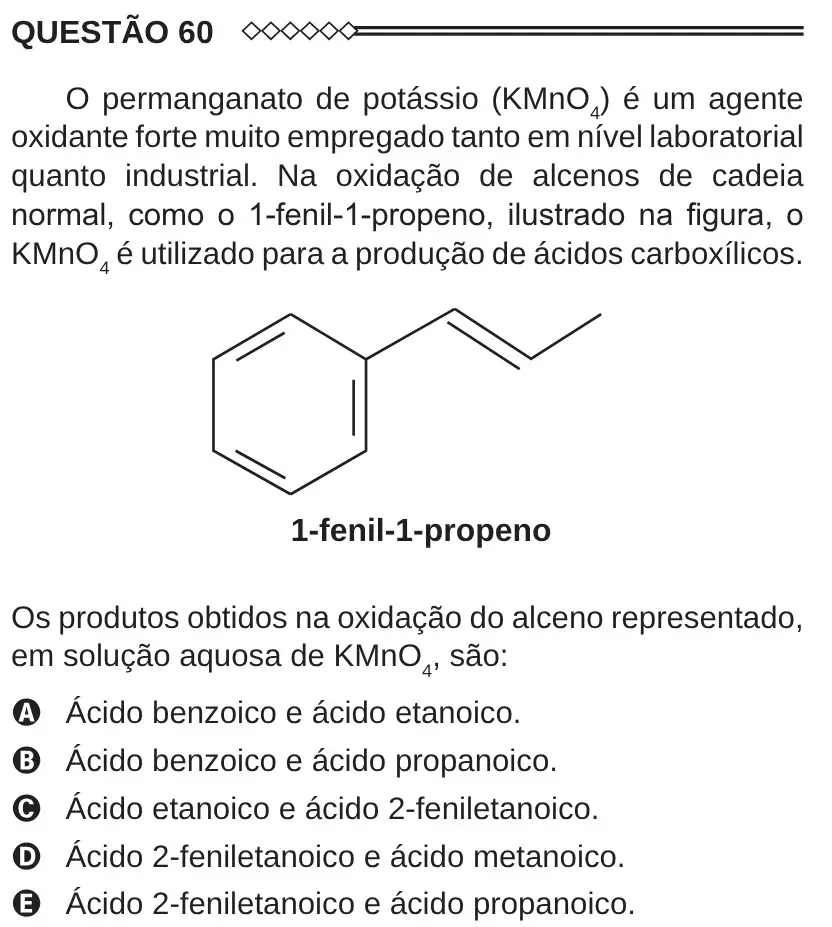 QUESTÃO 60
O permanganato de potássio (KMnO₄) é um agente
oxidante forte muito empregado tanto em nível laboratorial
quanto industrial. Na oxidação de alcenos de cadeia
normal, como o 1-fenil-1-propeno, ilustrado na figura, o
KMnO₄ é utilizado para a produção de ácidos carboxílicos.
1-fenil-1-propeno
Os produtos obtidos na oxidação do alceno representado,
em solução aquosa de KMnO₄, são:
A Ácido benzoico e ácido etanoico.
B Ácido benzoico e ácido propanoico.
C Ácido etanoico e ácido 2-feniletanoico.
D Ácido 2-feniletanoico e ácido metanoico.
E Ácido 2-feniletanoico e ácido propanoico.